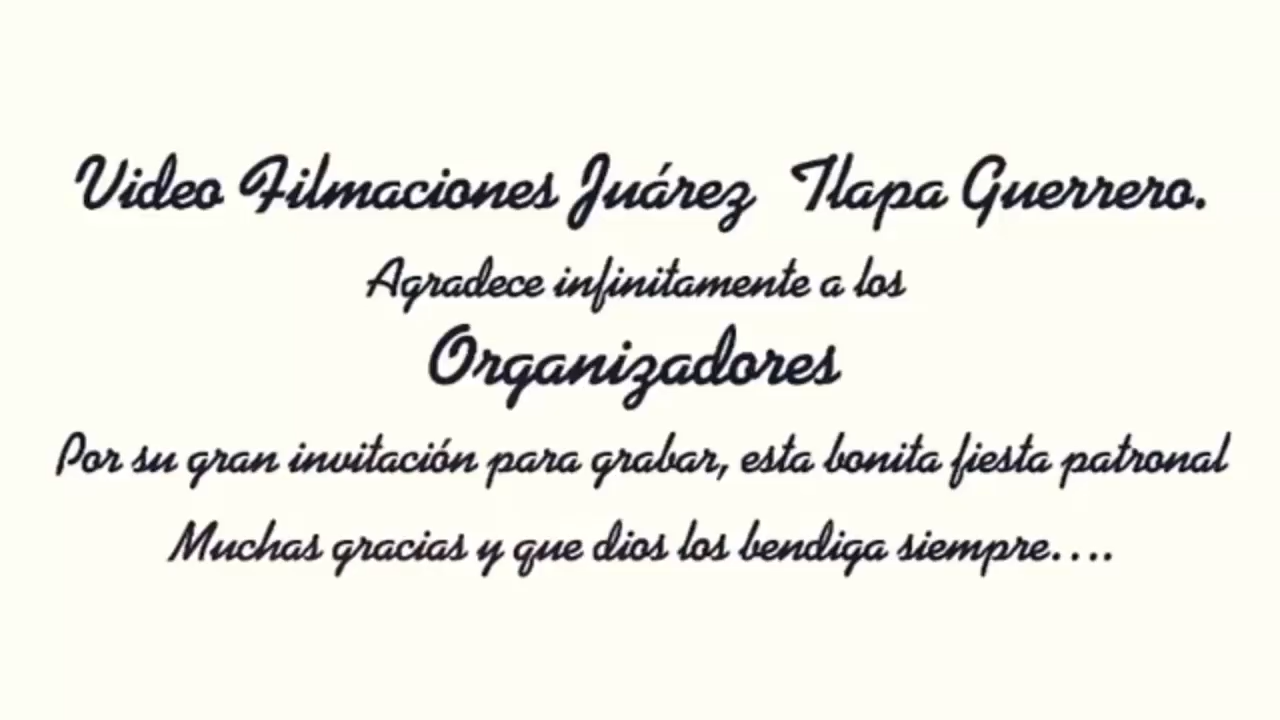 Video Filmaciones Juárez Tlapa Guerrero.
Agradece infinitamente a los
Organizadores
Por su gran invitación para grabar, esta bonita fiesta patronal
Muchas gracias y que dios los bendiga siempre....